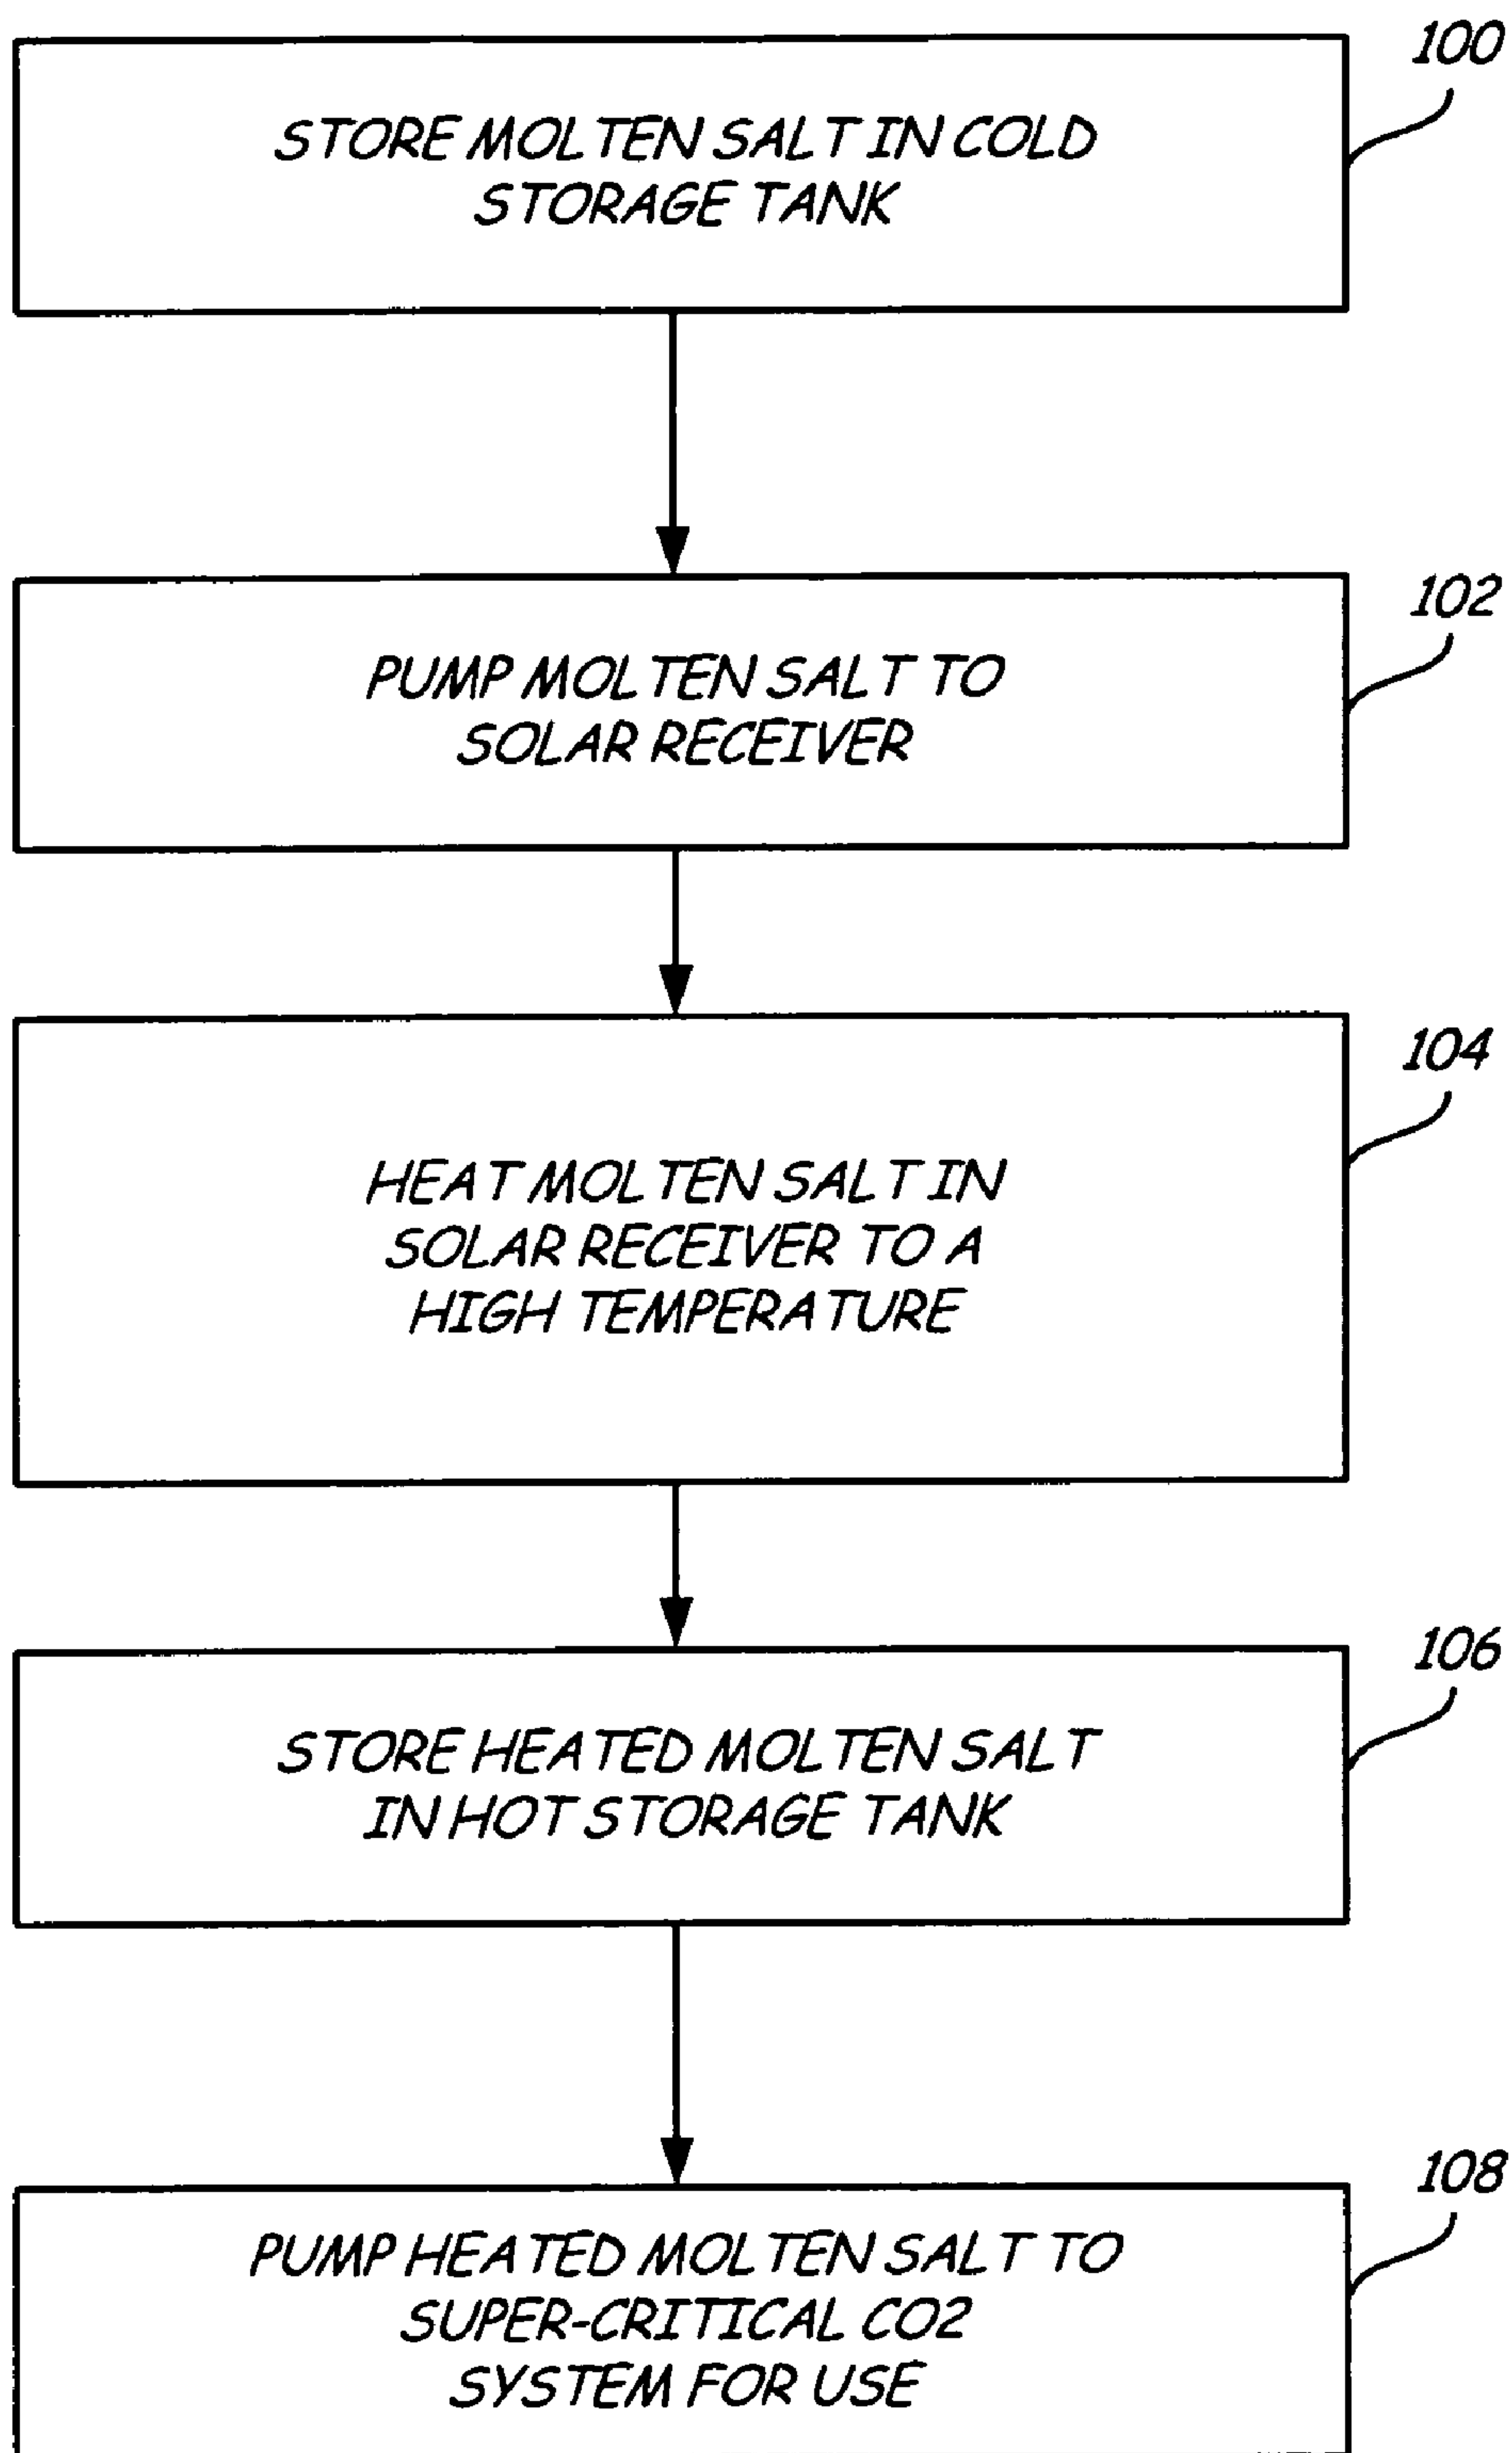 100
STORE MOLTEN SALT IN COLD
STORAGE TANK
102
PUMP MOLTEN SALT TO
SOLAR RECEIVER
104
HEAT MOLTEN SALT IN
SOLAR RECEIVER TO A
HIGH TEMPERATURE
106
STORE HEATED MOLTEN SALT
IN HOT STORAGE TANK
108
PUMP HEATED MOLTEN SALT TO
SUPER-CRITICAL CO2
SYSTEM FOR USE